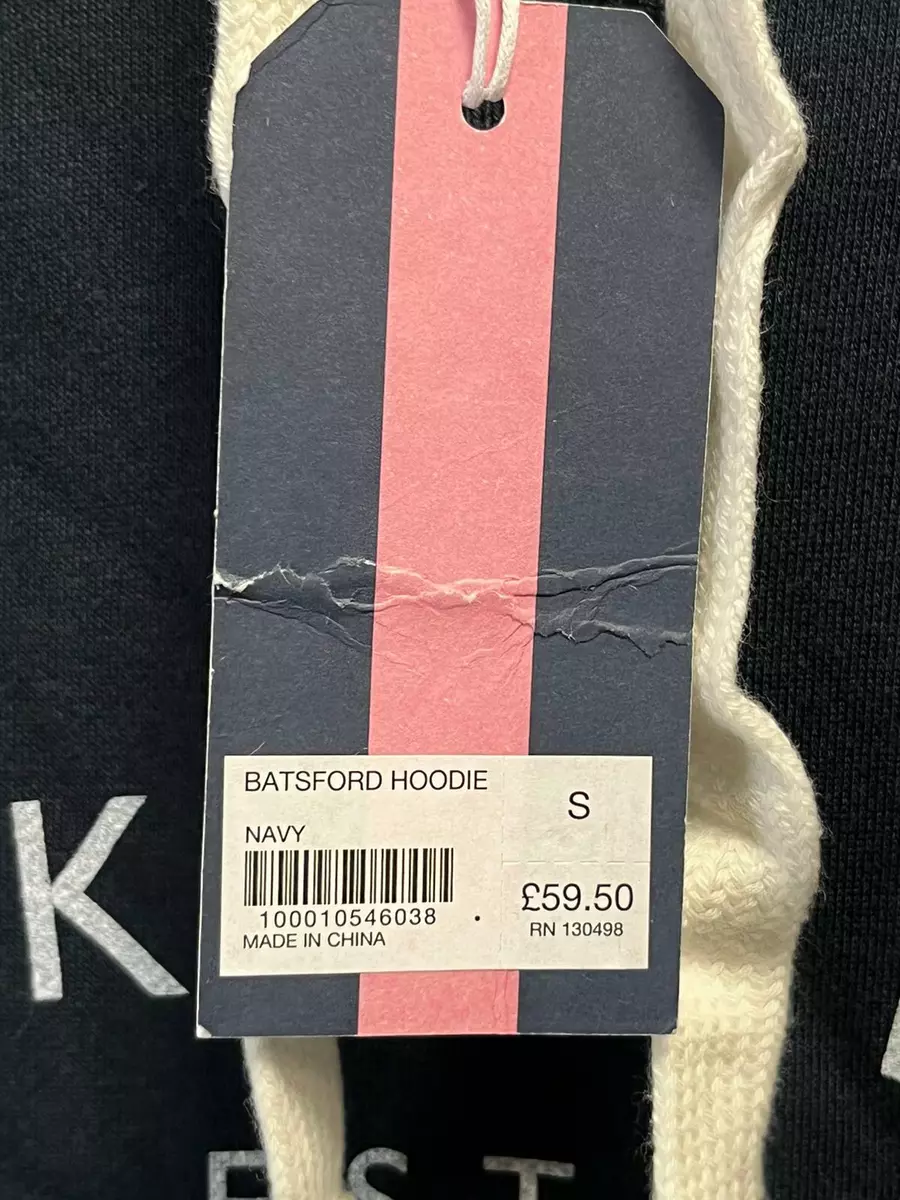 BATSFORD HOODIE
S
NAVY
100010546038
£59.50
MADE IN CHINA
RN 130498
K
EST